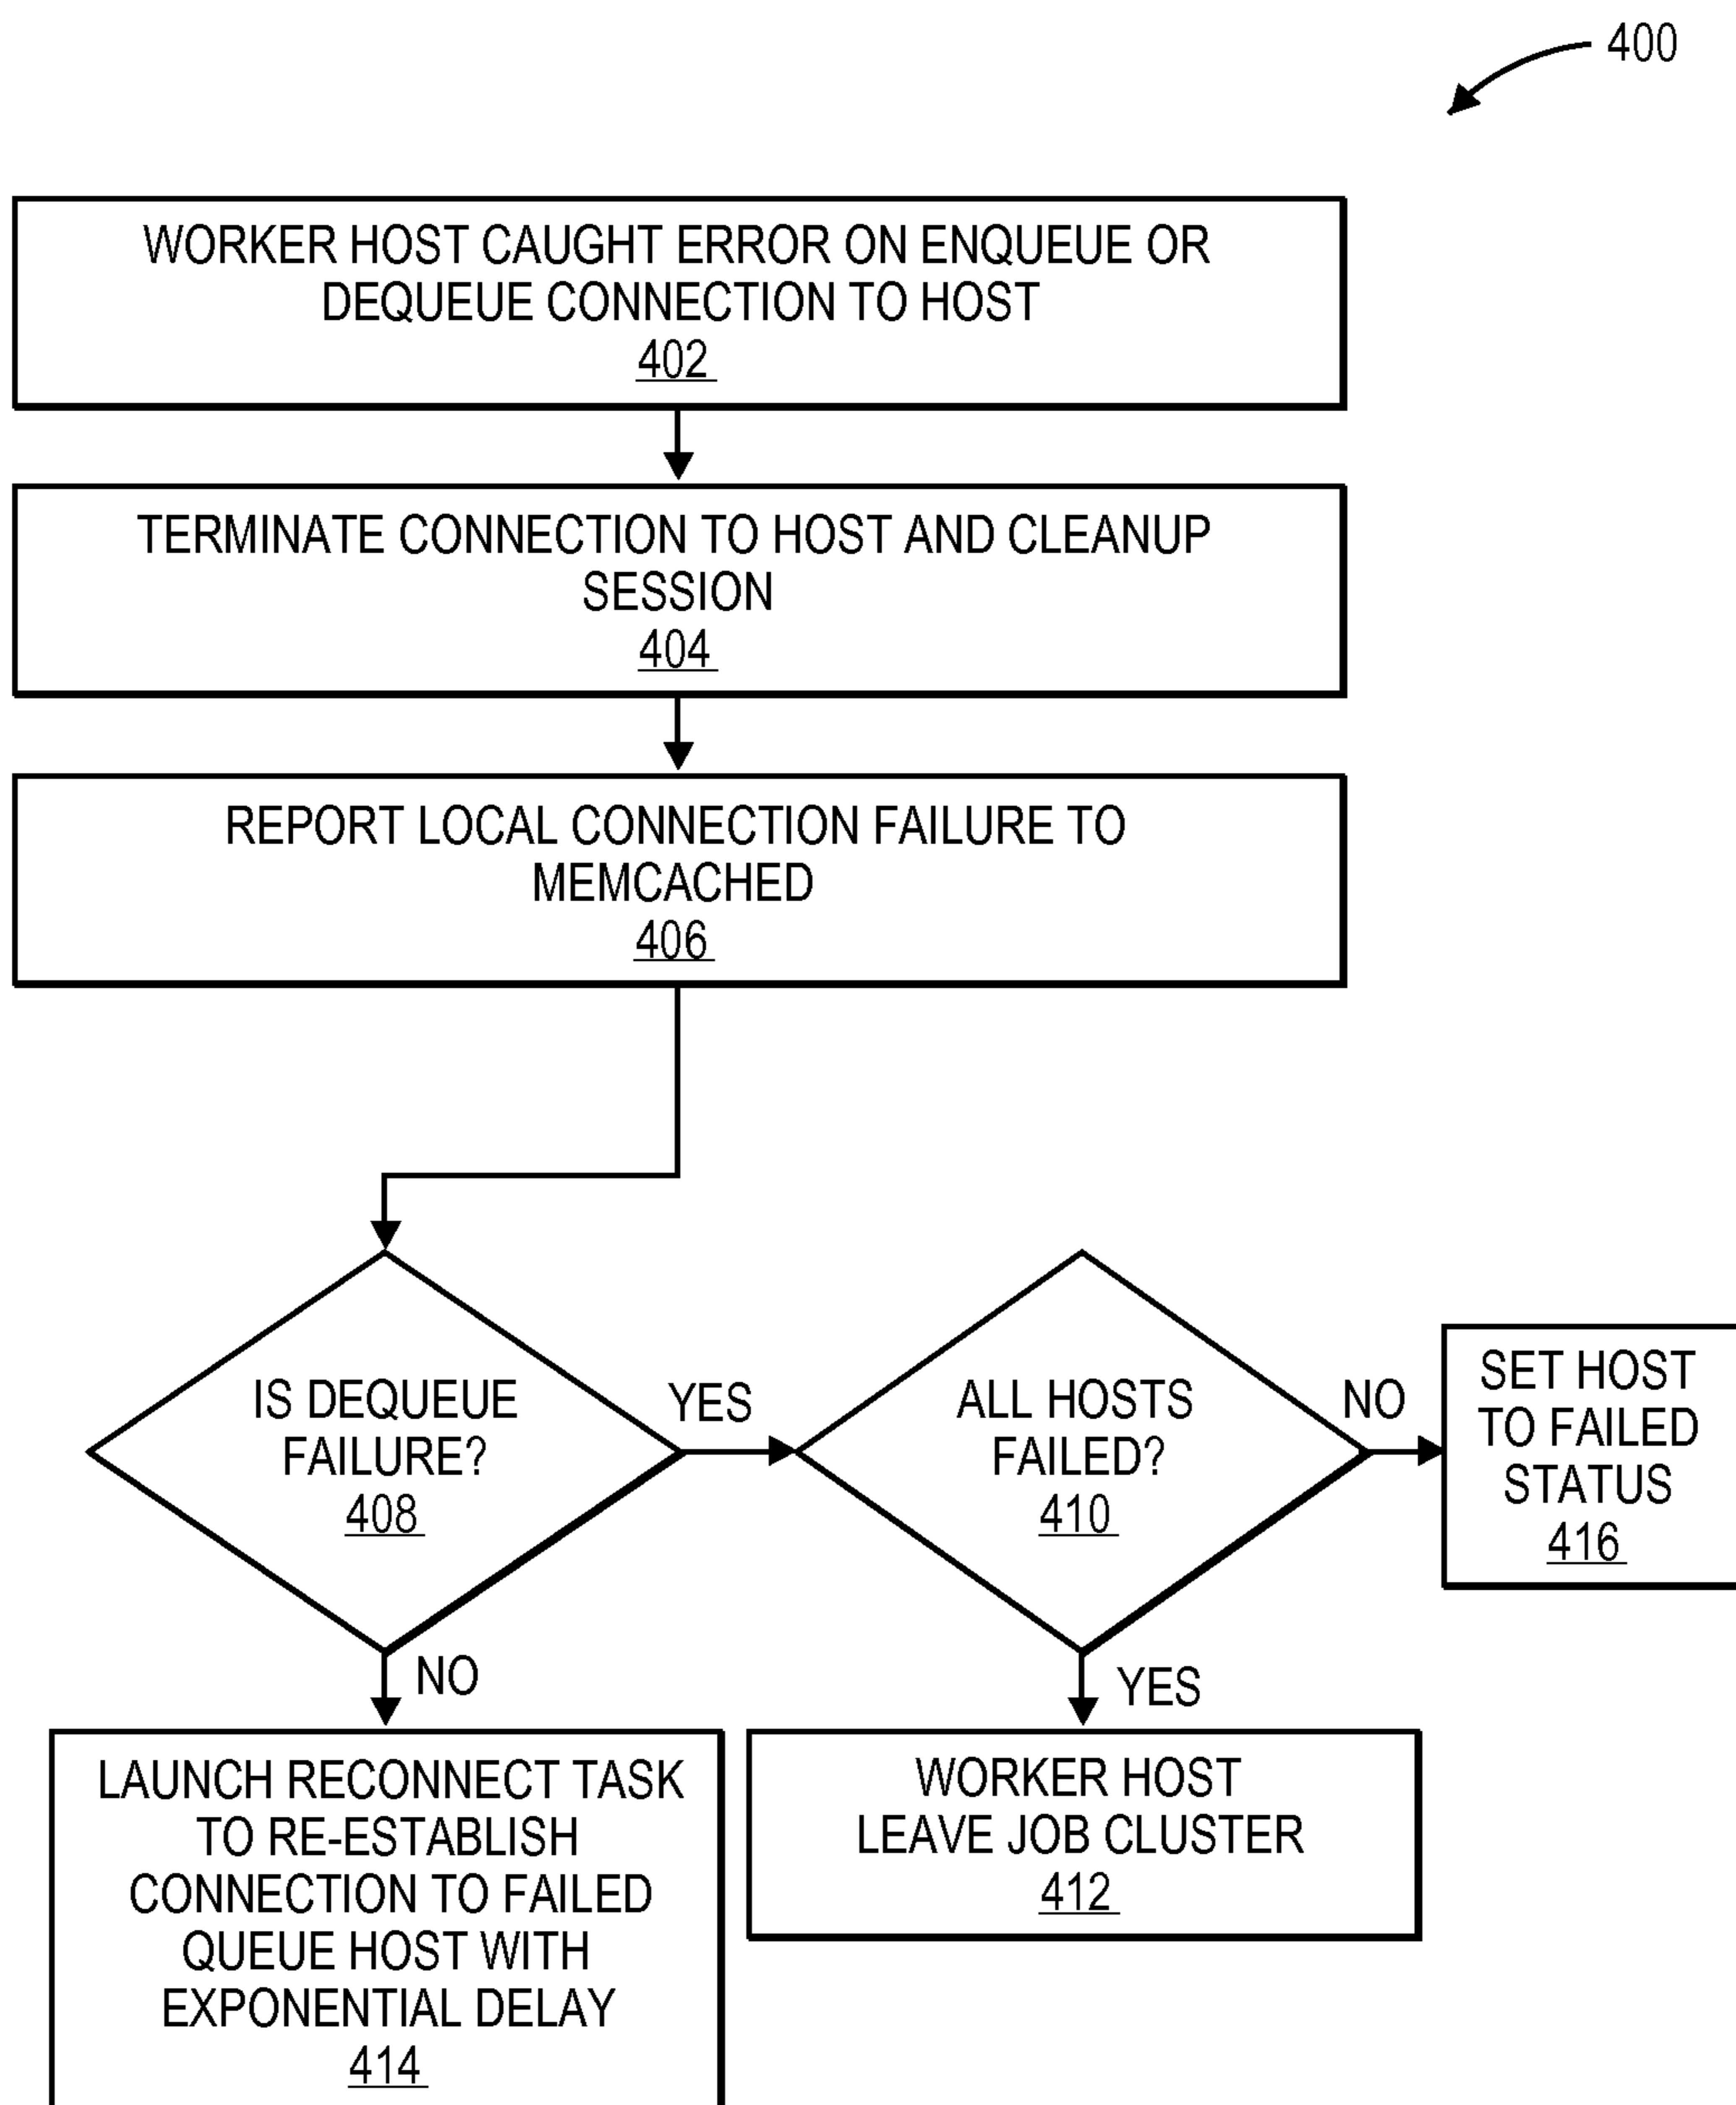 400
WORKER HOST CAUGHT ERROR ON ENQUEUE OR
DEQUEUE CONNECTION TO HOST
402
TERMINATE CONNECTION TO HOST AND CLEANUP
SESSION
404
REPORT LOCAL CONNECTION FAILURE TO
MEMCACHED
406
IS DEQUEUE
FAILURE?
408
YES
NO
ALL HOSTS
FAILED?
410
NO
YES
SET HOST
TO FAILED
STATUS
416
LAUNCH RECONNECT TASK
TO RE-ESTABLISH
CONNECTION TO FAILED
QUEUE HOST WITH
EXPONENTIAL DELAY
414
WORKER HOST
LEAVE JOB CLUSTER
412